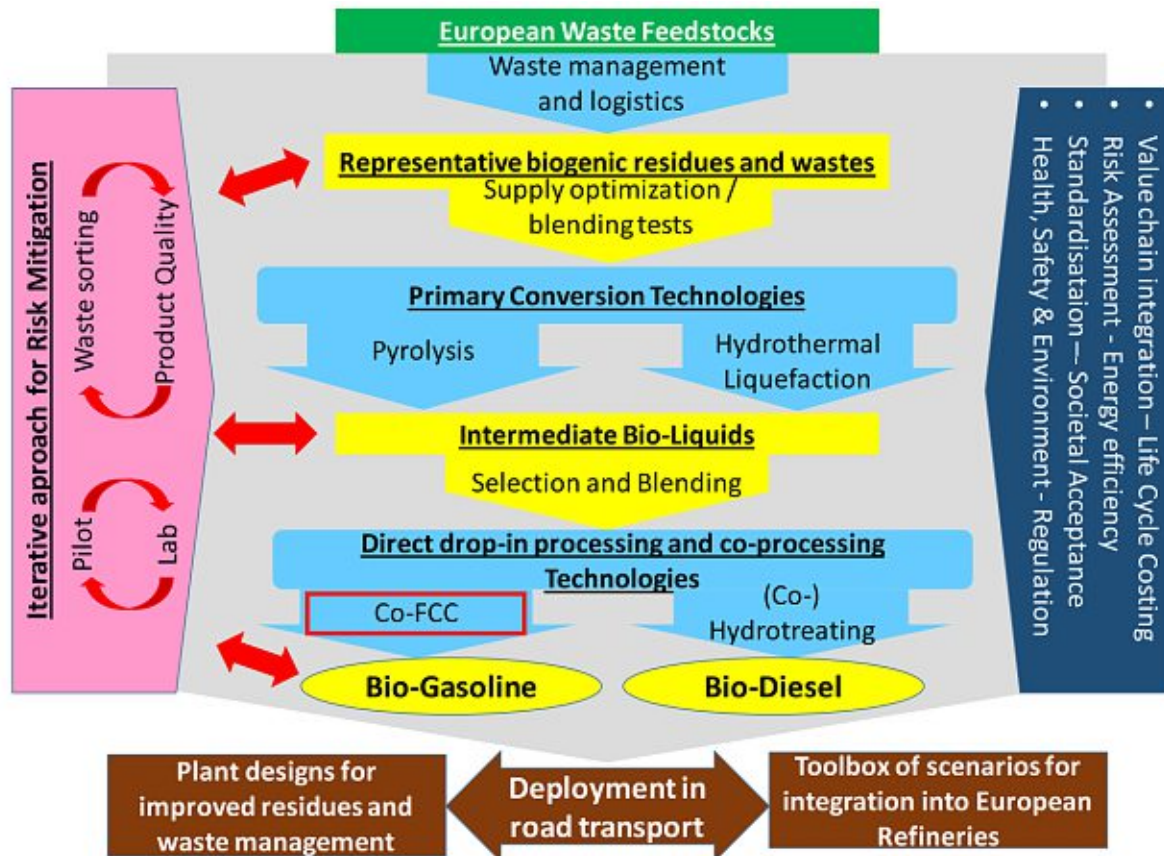 European Waste Feedstocks
Waste management
and logistics
Representative biogenic residues and wastes
Supply optimization /
blending tests
Primary Conversion Technologies
Pyrolysis
Hydrothermal
Liquefaction
Intermediate Bio-Liquids
Selection and Blending
Direct drop-in processing and co-processing
Technologies
Co-FCC
(Co-)
Hydrotreating
Bio-Gasoline
Bio-Diesel
Iterative aproach for Risk Mitigation
Waste sorting
Product Quality
Pilot
Lab
• Value chain integration – Life Cycle Costing
• Risk Assessment - Energy efficiency
• Standardisataion — Societal Acceptance
• Health, Safety & Environment - Regulation
Plant designs for
improved residues and
waste management
Deployment in
road transport
Toolbox of scenarios for
integration into European
Refineries